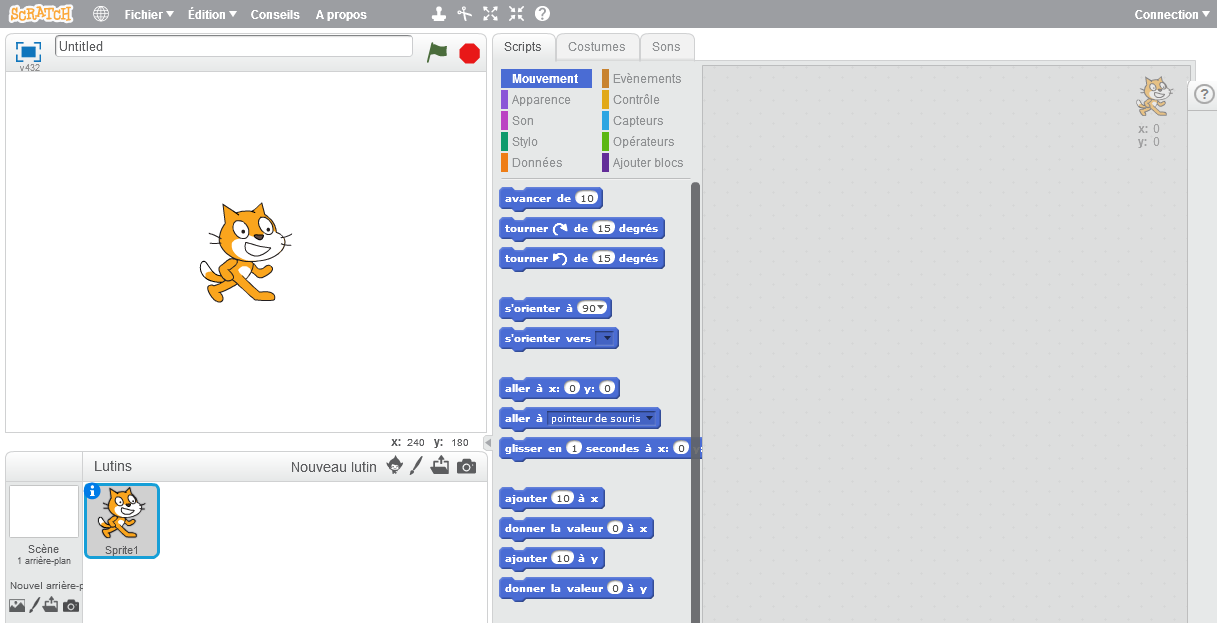 SCRATCH Fichier Édition Conseils A propos ? Connection
Untitled
v432
x: 240 y: 180
Lutins Nouveau lutin
Scène
1 arrière-plan
Nouvel arrière-p
i
Sprite1
Scripts Costumes Sons
Mouvement Evènements
Apparence Contrôle
Son Capteurs
Stylo Opérateurs
Données Ajouter blocs
avancer de 10
tourner de 15 degrés
tourner de 15 degrés
s'orienter à 90
s'orienter vers
aller à x: 0 y: 0
aller à pointeur de souris
glisser en 1 secondes à x: 0 y:
ajouter 10 à x
donner la valeur 0 à x
ajouter 10 à y
donner la valeur 0 à y
x: 0
y: 0
?